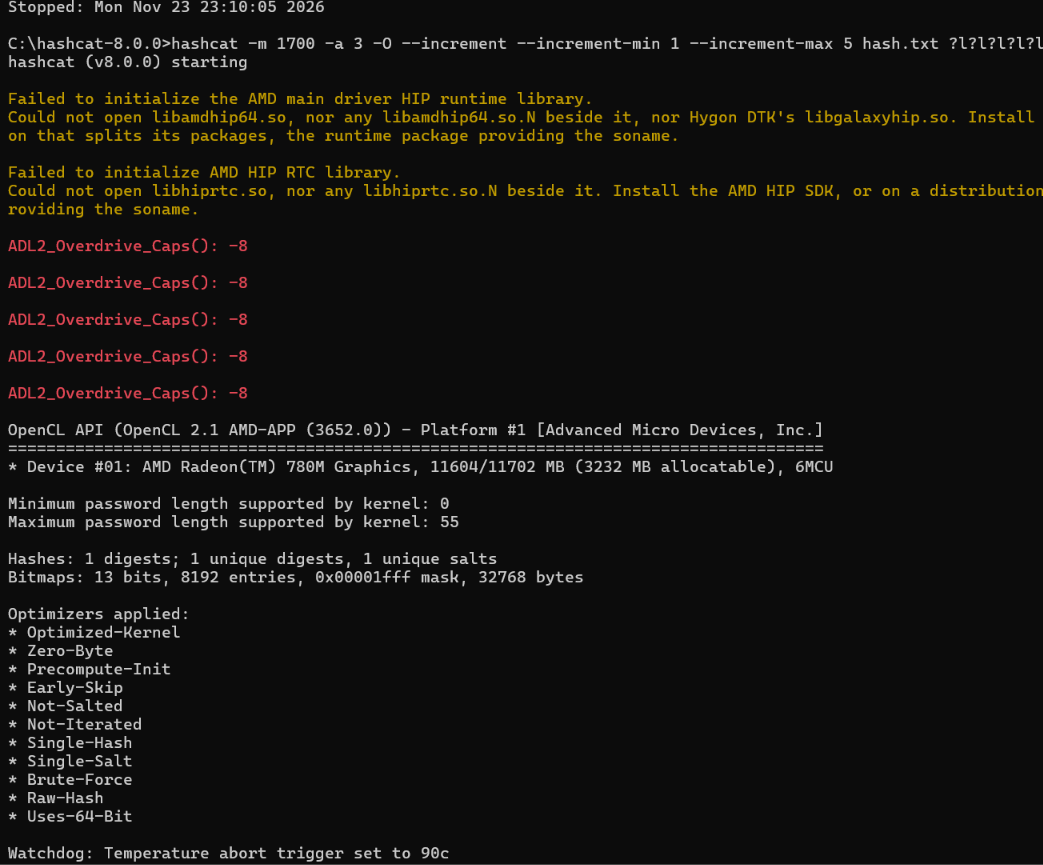 Stopped: Mon Nov 23 23:10:05 2026
C:\hashcat-8.0.0>hashcat -m 1700 -a 3 -O --increment --increment-min 1 --increment-max 5 hash.txt ?l?l?l?l?l
hashcat (v8.0.0) starting
Failed to initialize the AMD main driver HIP runtime library.
Could not open libamdhip64.so, nor any libamdhip64.so.N beside it, nor Hygon DTK's libgalaxyhip.so. Install
on that splits its packages, the runtime package providing the soname.
Failed to initialize AMD HIP RTC library.
Could not open libhiprtc.so, nor any libhiprtc.so.N beside it. Install the AMD HIP SDK, or on a distribution
roviding the soname.
ADL2_Overdrive_Caps(): -8
ADL2_Overdrive_Caps(): -8
ADL2_Overdrive_Caps(): -8
ADL2_Overdrive_Caps(): -8
ADL2_Overdrive_Caps(): -8
OpenCL API (OpenCL 2.1 AMD-APP (3652.0)) - Platform #1 [Advanced Micro Devices, Inc.]
=====================================================================================
* Device #01: AMD Radeon(TM) 780M Graphics, 11604/11702 MB (3232 MB allocatable), 6MCU
Minimum password length supported by kernel: 0
Maximum password length supported by kernel: 55
Hashes: 1 digests; 1 unique digests, 1 unique salts
Bitmaps: 13 bits, 8192 entries, 0x00001fff mask, 32768 bytes
Optimizers applied:
* Optimized-Kernel
* Zero-Byte
* Precompute-Init
* Early-Skip
* Not-Salted
* Not-Iterated
* Single-Hash
* Single-Salt
* Brute-Force
* Raw-Hash
* Uses-64-Bit
Watchdog: Temperature abort trigger set to 90c